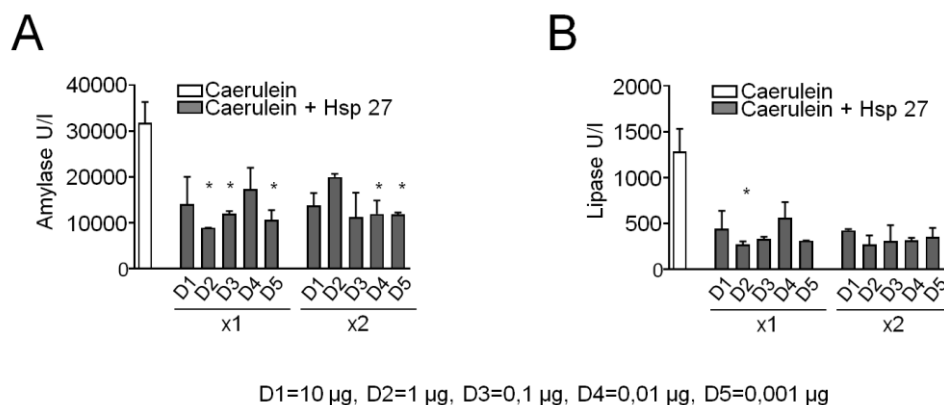 A
Amylase U/l
40000
30000
20000
10000
0
Caerulein
Caerulein + Hsp 27
* * * * *
D1 D2 D3 D4 D5 D1 D2 D3 D4 D5
x1 x2
B
Lipase U/l
2000
1500
1000
500
0
Caerulein
Caerulein + Hsp 27
*
D1 D2 D3 D4 D5 D1 D2 D3 D4 D5
x1 x2
D1=10 µg, D2=1 µg, D3=0,1 µg, D4=0,01 µg, D5=0,001 µg